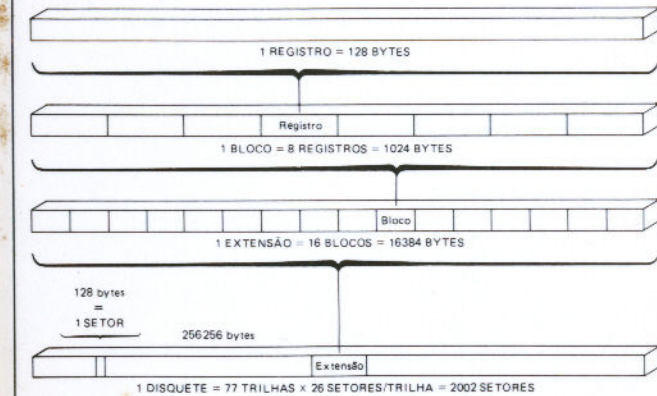 1 REGISTRO = 128 BYTES
Registro
1 BLOCO = 8 REGISTROS = 1024 BYTES
Bloco
1 EXTENSÃO = 16 BLOCOS = 16384 BYTES
128 bytes
=
1 SETOR
256256 bytes
Extensão
1 DISQUETE = 77 TRILHAS X 26 SETORES/TRILHA = 2002 SETORES